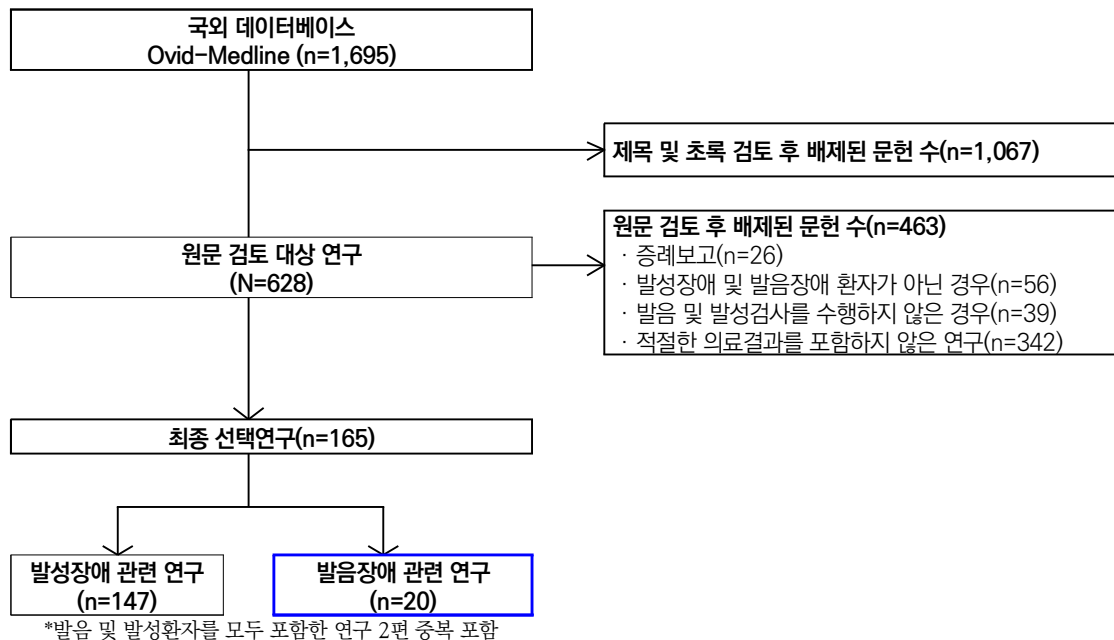 국외 데이터베이스
Ovid-Medline (n=1,695)
제목 및 초록 검토 후 배제된 문헌 수(n=1,067)
원문 검토 대상 연구
(N=628)
원문 검토 후 배제된 문헌 수(n=463)
· 증례보고(n=26)
· 발성장애 및 발음장애 환자가 아닌 경우(n=56)
· 발음 및 발성검사를 수행하지 않은 경우(n=39)
· 적절한 의료결과를 포함하지 않은 연구(n=342)
최종 선택연구(n=165)
발성장애 관련 연구
(n=147)
발음장애 관련 연구
(n=20)
*발음 및 발성환자를 모두 포함한 연구 2편 중복 포함